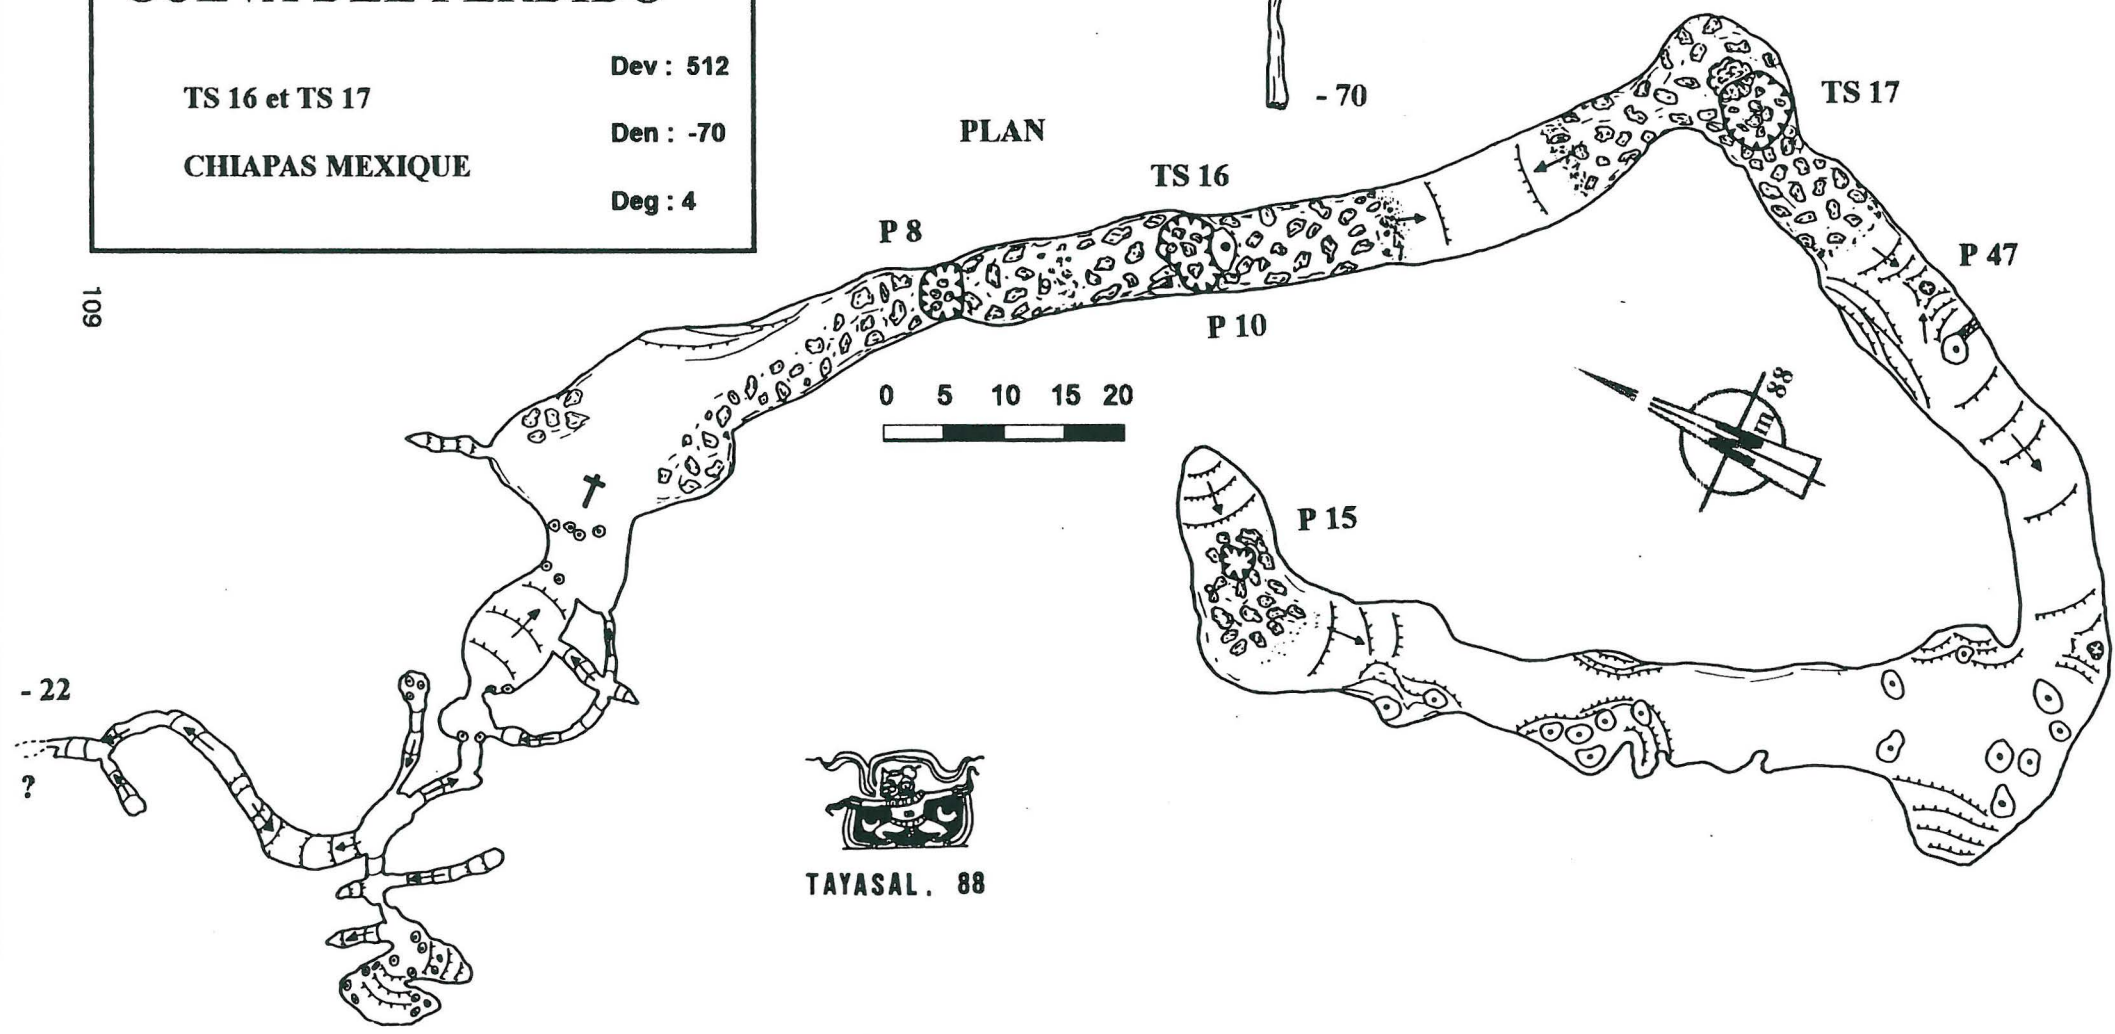 TS 16 et TS 17
CHIAPAS MEXIQUE
Dev : 512
Den : -70
Deg : 4
- 70
PLAN
TS 17
TS 16
P 8
P 47
P 10
109
0 5 10 15 20
m 88
P 15
- 22
?
TAYASAL. 88